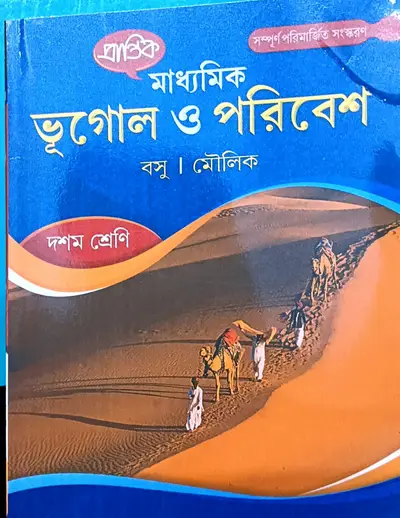 প্রান্তিক
সম্পূর্ণ পরিমার্জিত সংস্করণ
মাধ্যমিক
ভূগোল ও পরিবেশ
বসু । মৌলিক
দশম শ্রেণি